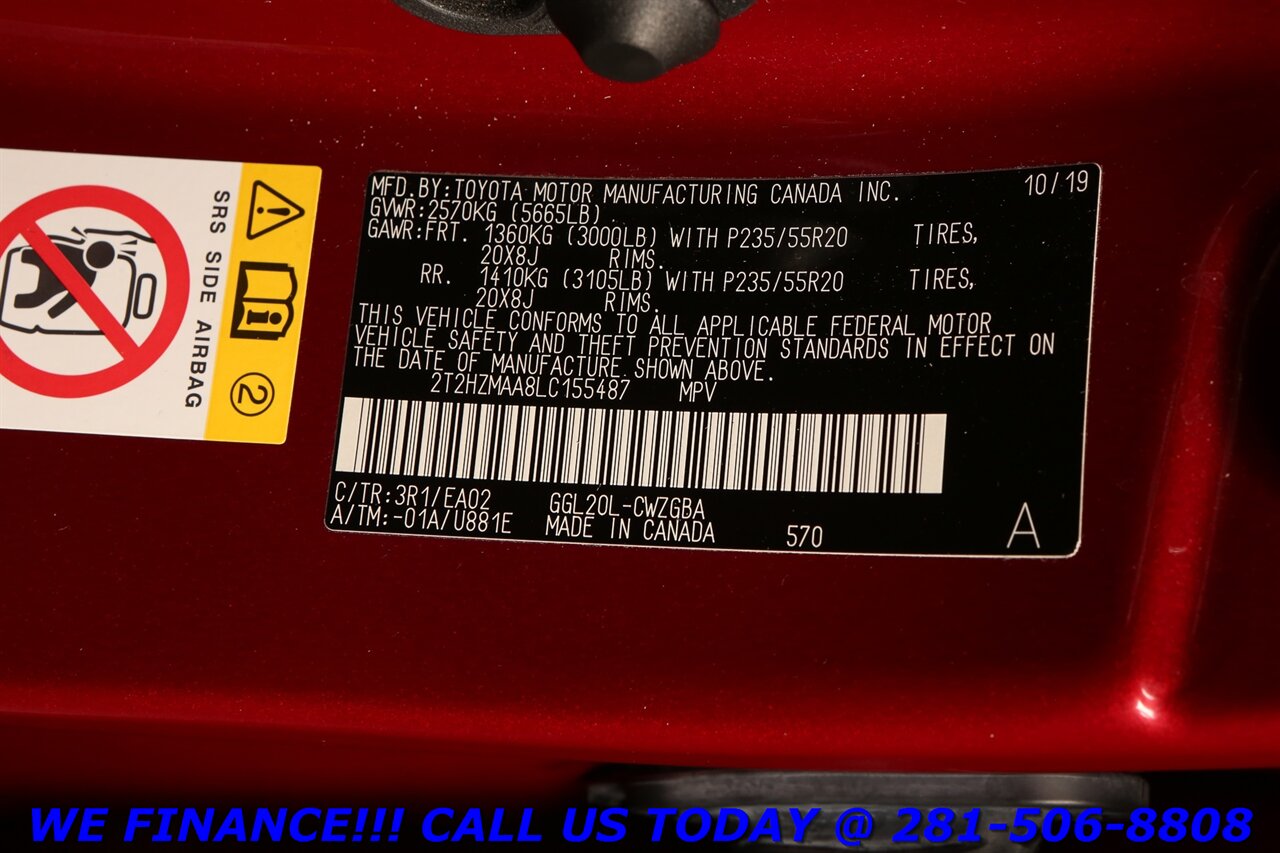 SRS SIDE AIRBAG
2
MFD.BY:TOYOTA MOTOR MANUFACTURING CANADA INC. 10/19
GVWR:2570KG (5665LB)
GAWR:FRT. 1360KG (3000LB) WITH P235/55R20 TIRES,
20X8J RIMS.
RR. 1410KG (3105LB) WITH P235/55R20 TIRES,
20X8J RIMS.
THIS VEHICLE CONFORMS TO ALL APPLICABLE FEDERAL MOTOR
VEHICLE SAFETY AND THEFT PREVENTION STANDARDS IN EFFECT ON
THE DATE OF MANUFACTURE SHOWN ABOVE.
2T2HZMAA8LC155487 MPV
C/TR:3R1/EA02 GGL20L-CWZGBA
A/TM:-01A/U881E MADE IN CANADA 570 A
WE FINANCE!!! CALL US TODAY @ 281-506-8808